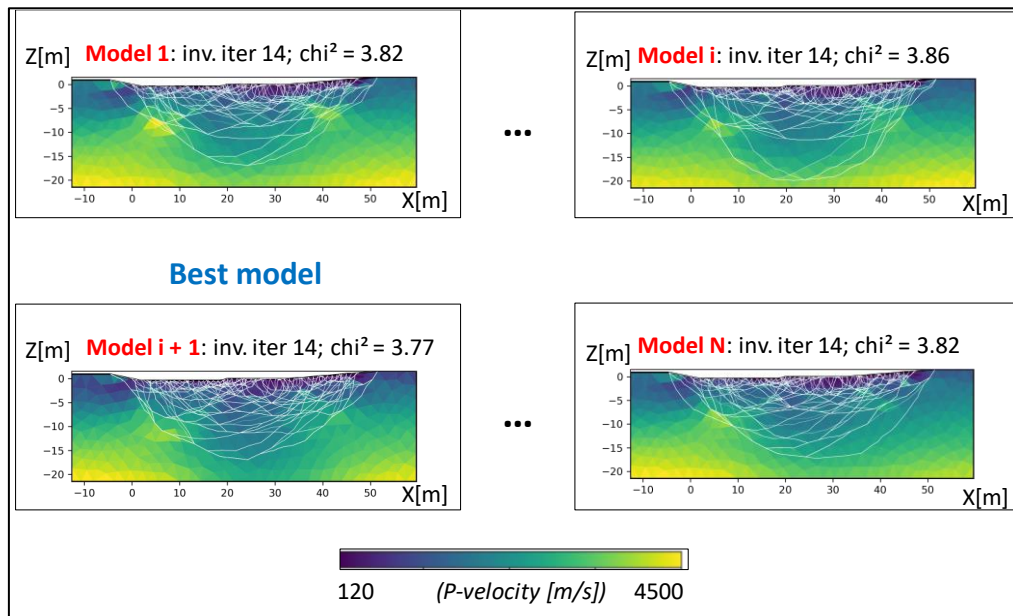 Z[m] Model 1: inv. iter 14; chi² = 3.82
0
−5
−10
−15
−20
−10 0 10 20 30 40 50 X[m]
...
Z[m] Model i: inv. iter 14; chi² = 3.86
0
−5
−10
−15
−20
−10 0 10 20 30 40 50 X[m]
Best model
Z[m] Model i + 1: inv. iter 14; chi² = 3.77
0
−5
−10
−15
−20
−10 0 10 20 30 40 50 X[m]
...
Z[m] Model N: inv. iter 14; chi² = 3.82
0
−5
−10
−15
−20
−10 0 10 20 30 40 50 X[m]
120 (P-velocity [m/s]) 4500